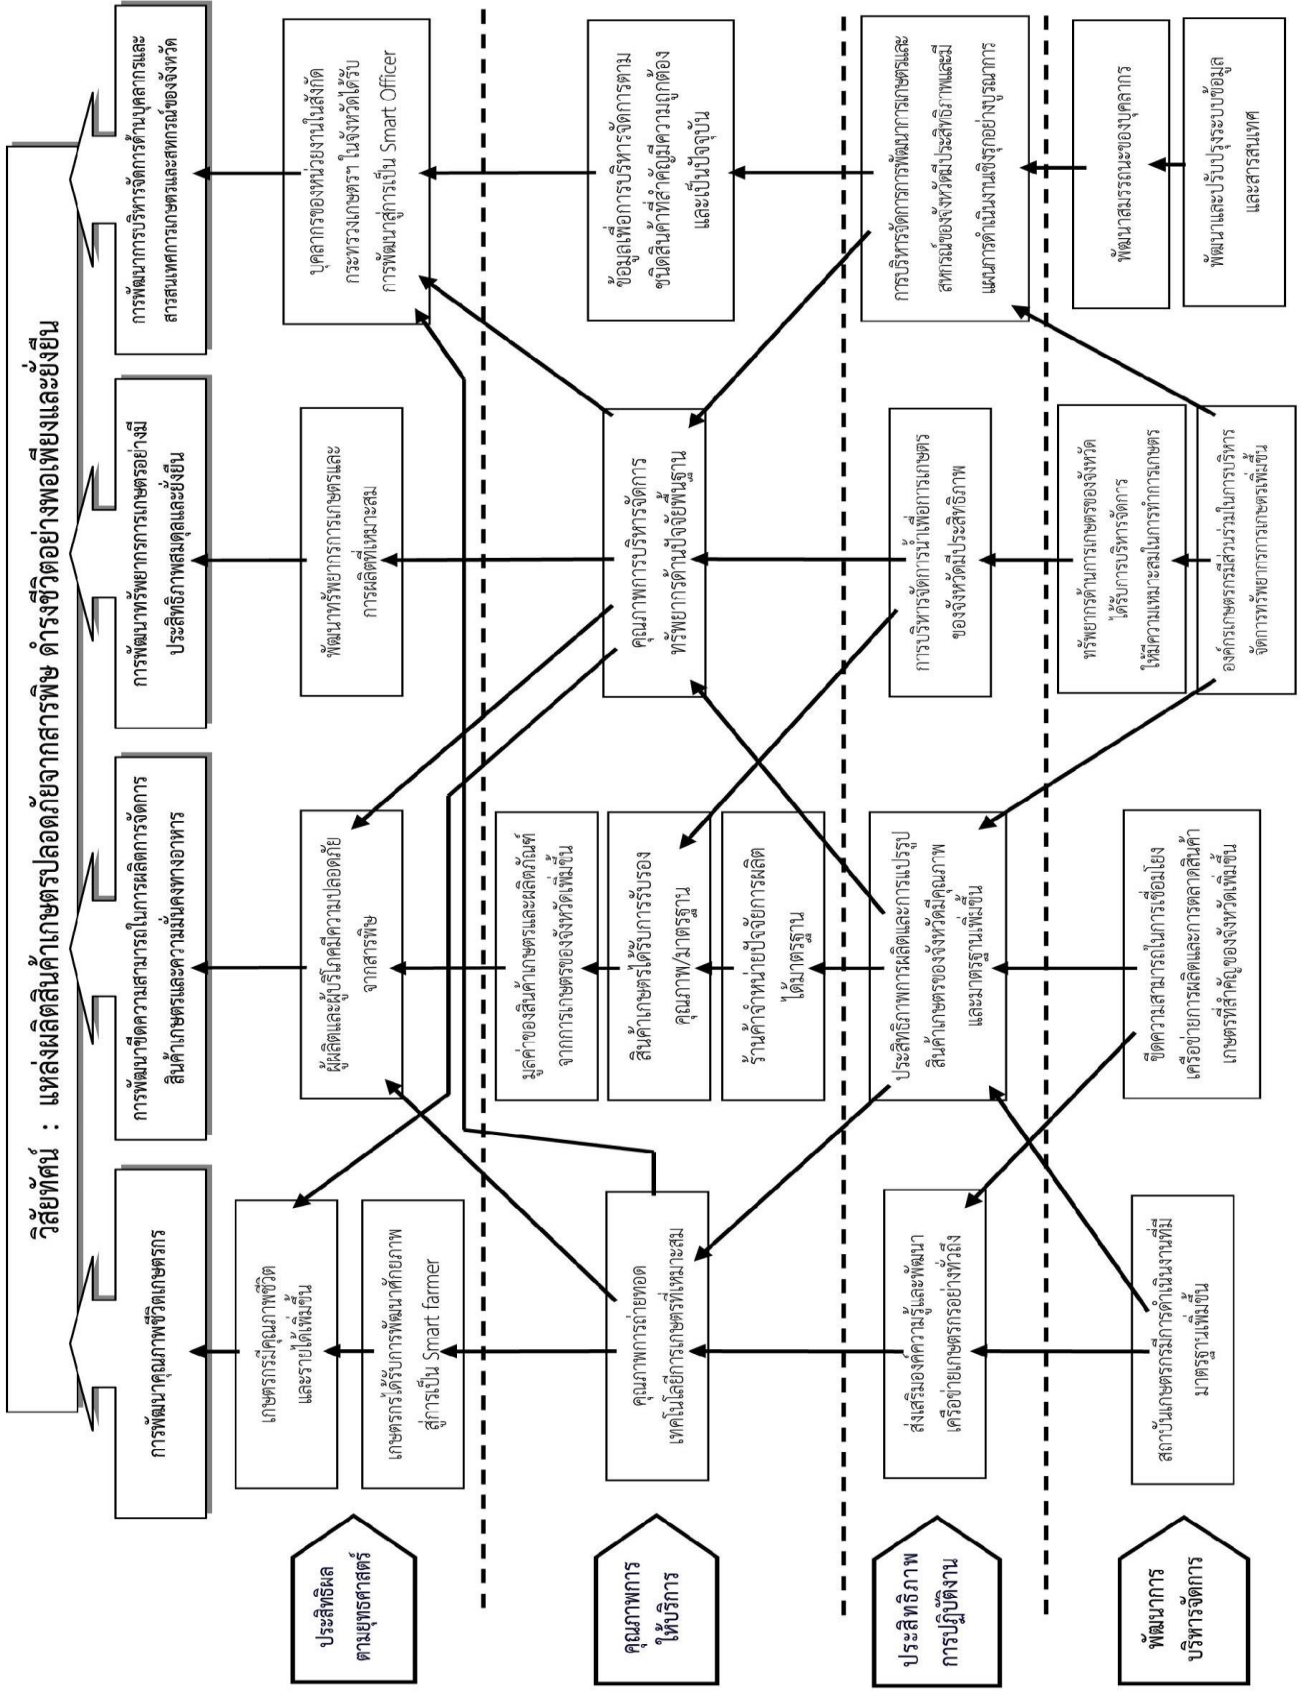 วิสัยทัศน์ : แหล่งผลิตสินค้าเกษตรปลอดภัยจากสารพิษ ดำรงชีวิตอย่างพอเพียงและยั่งยืน
การพัฒนาคุณภาพชีวิตเกษตรกร
การพัฒนาขีดความสามารถในการผลิตการจัดการ
สินค้าเกษตรและความมั่นคงทางอาหาร
การพัฒนาทรัพยากรการเกษตรอย่างมี
ประสิทธิภาพสมดุลและยั่งยืน
การพัฒนาการบริหารจัดการด้านบุคลากรและ
สารสนเทศการเกษตรและสหกรณ์ของจังหวัด
ประสิทธิผล
ตามยุทธศาสตร์
เกษตรกรมีคุณภาพชีวิต
และรายได้เพิ่มขึ้น
เกษตรกรได้รับการพัฒนาศักยภาพ
สู่การเป็น Smart farmer
ผู้ผลิตและผู้บริโภคมีความปลอดภัย
จากสารพิษ
พัฒนาทรัพยากรการเกษตรและ
การผลิตที่เหมาะสม
บุคลากรของหน่วยงานในสังกัด
กระทรวงเกษตรฯ ในจังหวัดได้รับ
การพัฒนาสู่การเป็น Smart Officer
คุณภาพการ
ให้บริการ
คุณภาพการถ่ายทอด
เทคโนโลยีการเกษตรที่เหมาะสม
มูลค่าของสินค้าเกษตรและผลิตภัณฑ์
จากการเกษตรของจังหวัดเพิ่มขึ้น
สินค้าเกษตรได้รับการรับรอง
คุณภาพ/มาตรฐาน
ร้านค้าจำหน่ายปัจจัยการผลิต
ได้มาตรฐาน
คุณภาพการบริหารจัดการ
ทรัพยากรด้านปัจจัยพื้นฐาน
ข้อมูลเพื่อการบริหารจัดการตาม
ชนิดสินค้าที่สำคัญมีความถูกต้อง
และเป็นปัจจุบัน
ประสิทธิภาพ
การปฏิบัติงาน
ส่งเสริมองค์ความรู้และพัฒนา
เครือข่ายเกษตรกรอย่างทั่วถึง
ประสิทธิภาพการผลิตและการแปรรูป
สินค้าเกษตรของจังหวัดมีคุณภาพ
และมาตรฐานเพิ่มขึ้น
การบริหารจัดการน้ำเพื่อการเกษตร
ของจังหวัดมีประสิทธิภาพ
การบริหารจัดการการพัฒนาการเกษตรและ
สหกรณ์ของจังหวัดมีประสิทธิภาพและมี
แผนการดำเนินงานเชิงรุกอย่างบูรณาการ
พัฒนาการ
บริหารจัดการ
สถาบันเกษตรกรมีการดำเนินงานที่มี
มาตรฐานเพิ่มขึ้น
ขีดความสามารถในการเชื่อมโยง
เครือข่ายการผลิตและการตลาดสินค้า
เกษตรที่สำคัญของจังหวัดเพิ่มขึ้น
ทรัพยากรด้านการเกษตรของจังหวัด
ได้รับการบริหารจัดการ
ให้มีความเหมาะสมในการทำการเกษตร
องค์กรเกษตรกรมีส่วนร่วมในการบริหาร
จัดการทรัพยากรการเกษตรเพิ่มขึ้น
พัฒนาสมรรถนะของบุคลากร
พัฒนาและปรับปรุงระบบข้อมูล
และสารสนเทศ